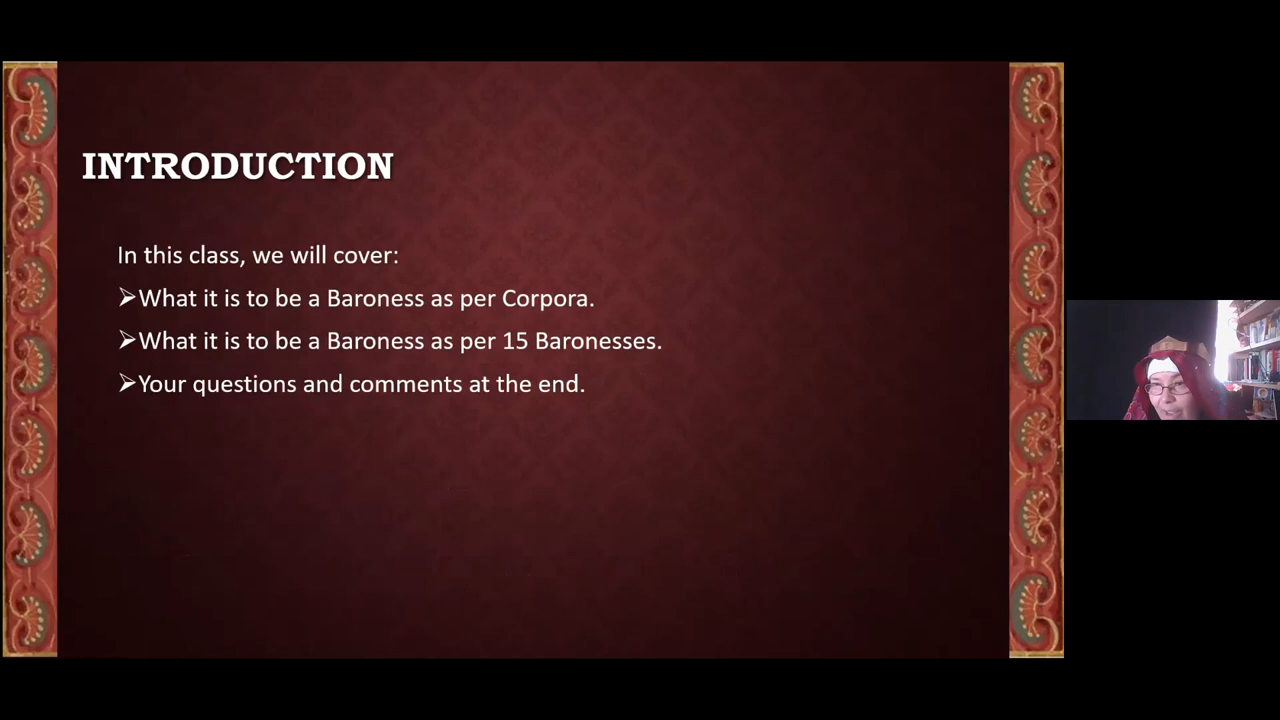 INTRODUCTION
In this class, we will cover:
➢What it is to be a Baroness as per Corpora.
➢What it is to be a Baroness as per 15 Baronesses.
➢Your questions and comments at the end.